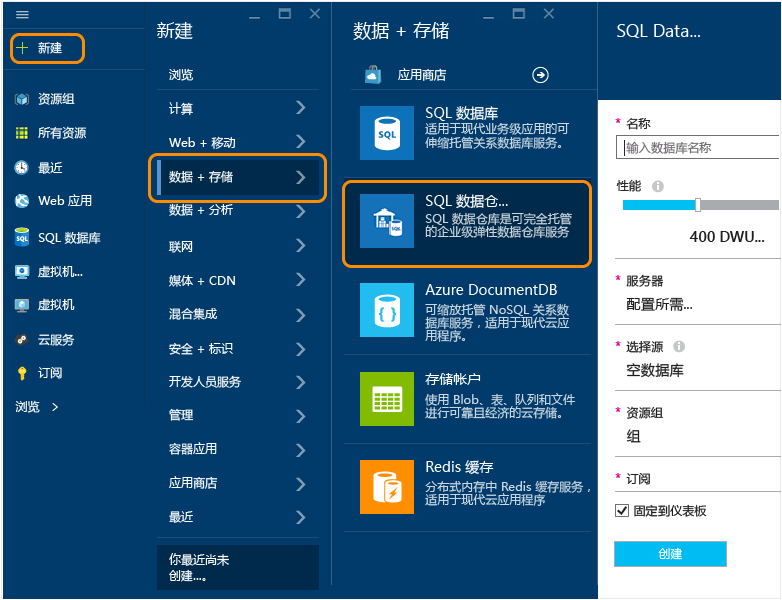 新建
资源组
所有资源
最近
Web 应用
SQL 数据库
虚拟机...
虚拟机
云服务
订阅
浏览
新建
浏览
计算
Web + 移动
数据 + 存储
数据 + 分析
联网
媒体 + CDN
混合集成
安全 + 标识
开发人员服务
管理
容器应用
应用商店
最近
你最近尚未
创建...。
数据 + 存储
应用商店
SQL
SQL 数据库
适用于现代业务级应用的可
伸缩托管关系数据库服务。
SQL 数据仓...
SQL 数据仓库是可完全托管
的企业级弹性数据仓库服务
Azure DocumentDB
可缩放托管 NoSQL 关系数
据库服务，适用于现代云应
用程序。
存储帐户
使用 Blob、表、队列和文件
进行可靠且经济的云存储。
Redis 缓存
分布式内存中 Redis 缓存服务，
适用于现代云应用程序
SQL Data...
* 名称
输入数据库名称
性能
400 DWU...
* 服务器
配置所需...
* 选择源
空数据库
* 资源组
组
* 订阅
固定到仪表板
创建